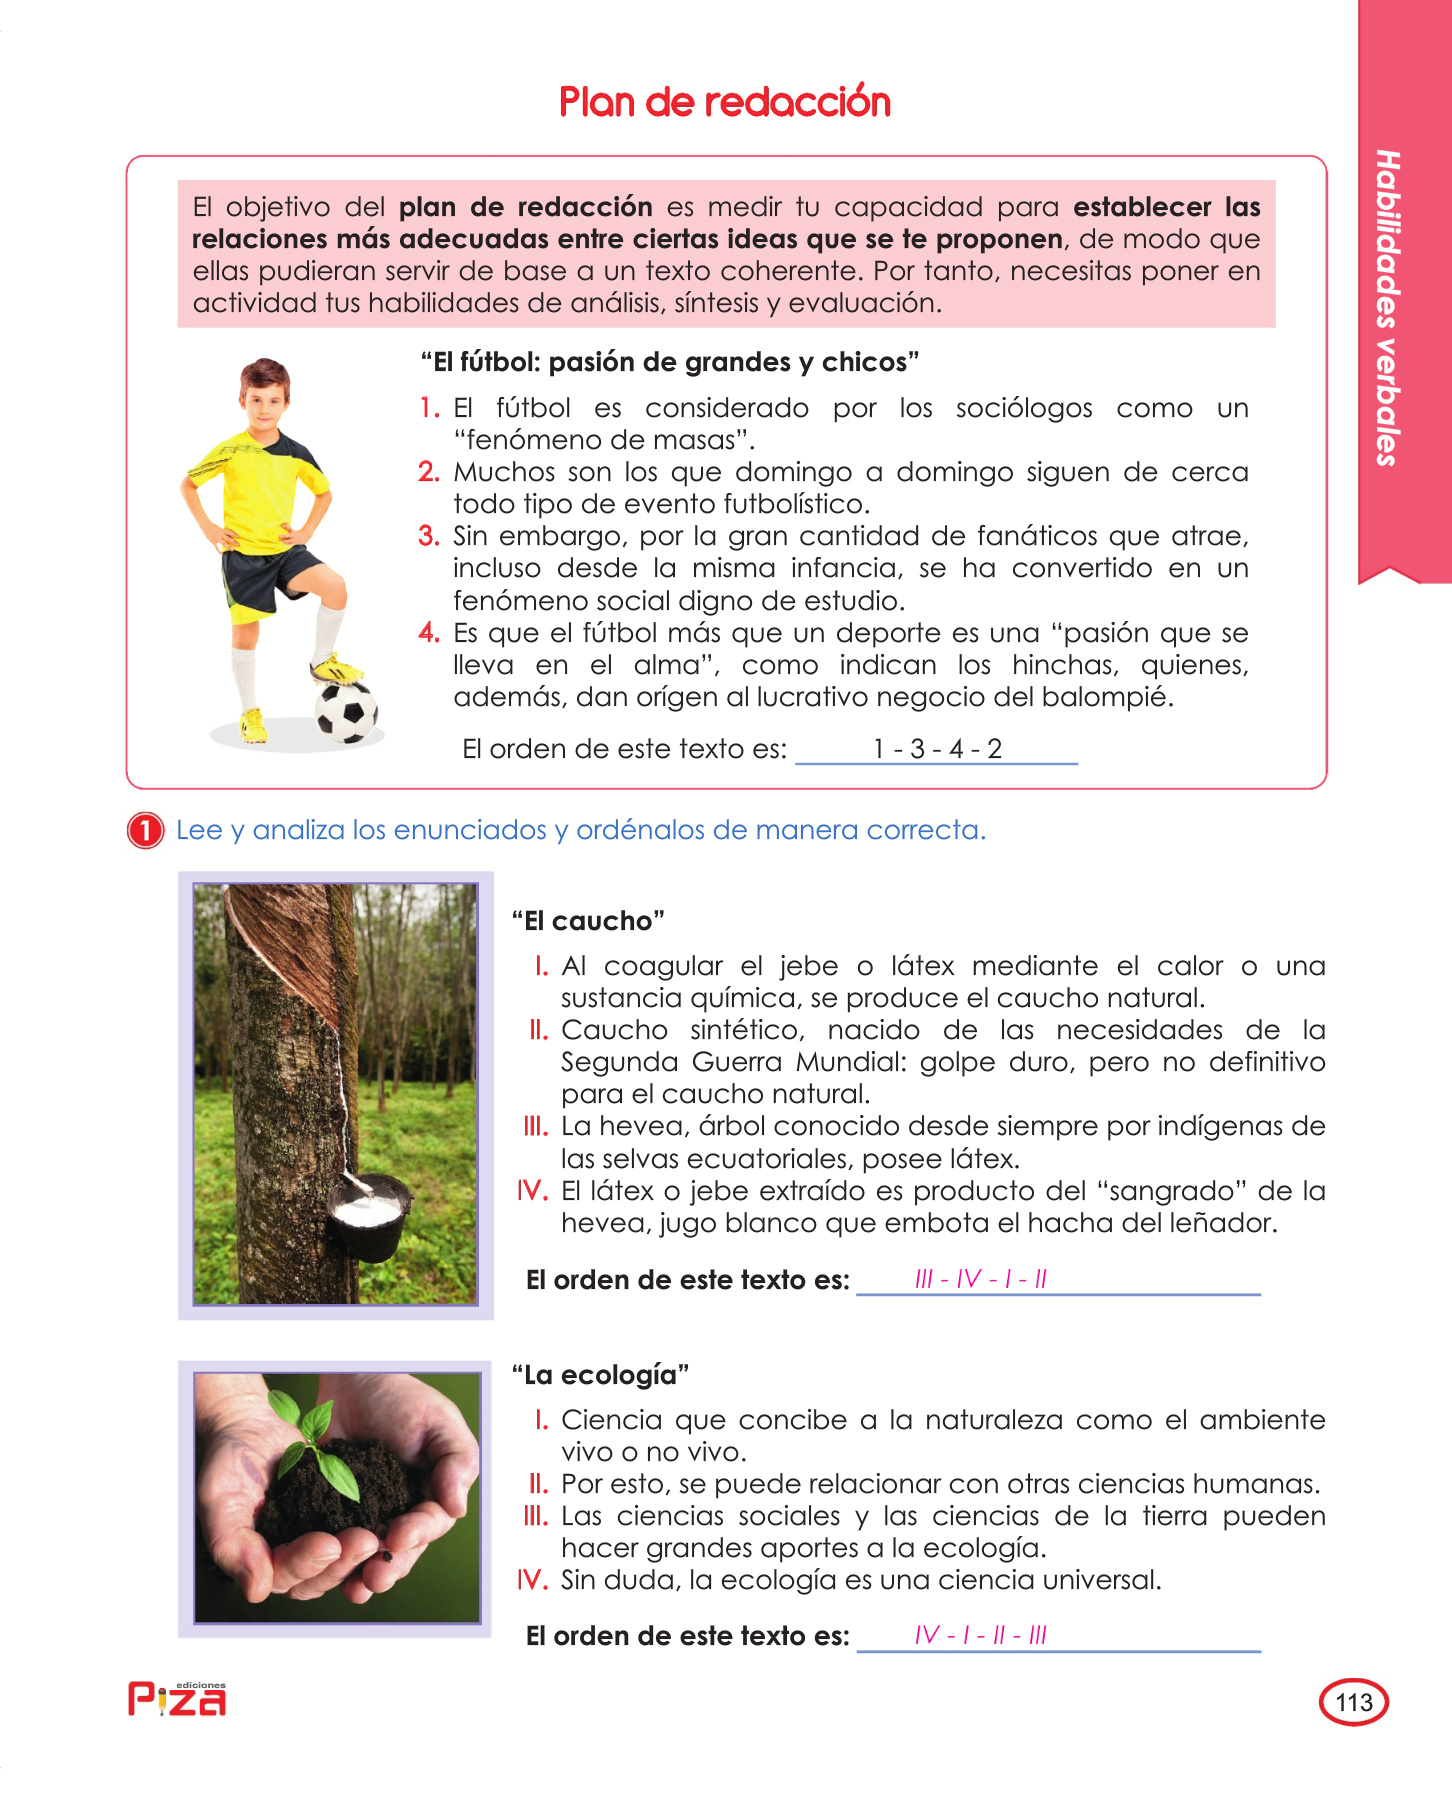 Plan de redacción
Habilidades verbales
El objetivo del plan de redacción es medir tu capacidad para establecer las
relaciones más adecuadas entre ciertas ideas que se te proponen, de modo que
ellas pudieran servir de base a un texto coherente. Por tanto, necesitas poner en
actividad tus habilidades de análisis, síntesis y evaluación.
“El fútbol: pasión de grandes y chicos”
1. El fútbol es considerado por los sociólogos como un
“fenómeno de masas”.
2. Muchos son los que domingo a domingo siguen de cerca
todo tipo de evento futbolístico.
3. Sin embargo, por la gran cantidad de fanáticos que atrae,
incluso desde la misma infancia, se ha convertido en un
fenómeno social digno de estudio.
4. Es que el fútbol más que un deporte es una “pasión que se
lleva en el alma”, como indican los hinchas, quienes,
además, dan orígen al lucrativo negocio del balompié.
El orden de este texto es: 1 - 3 - 4 - 2
1 Lee y analiza los enunciados y ordénalos de manera correcta.
“El caucho”
I. Al coagular el jebe o látex mediante el calor o una
sustancia química, se produce el caucho natural.
II. Caucho sintético, nacido de las necesidades de la
Segunda Guerra Mundial: golpe duro, pero no definitivo
para el caucho natural.
III. La hevea, árbol conocido desde siempre por indígenas de
las selvas ecuatoriales, posee látex.
IV. El látex o jebe extraído es producto del “sangrado” de la
hevea, jugo blanco que embota el hacha del leñador.
El orden de este texto es: III - IV - I - II
“La ecología”
I. Ciencia que concibe a la naturaleza como el ambiente
vivo o no vivo.
II. Por esto, se puede relacionar con otras ciencias humanas.
III. Las ciencias sociales y las ciencias de la tierra pueden
hacer grandes aportes a la ecología.
IV. Sin duda, la ecología es una ciencia universal.
El orden de este texto es: IV - I - II - III
ediciones
Piza
113